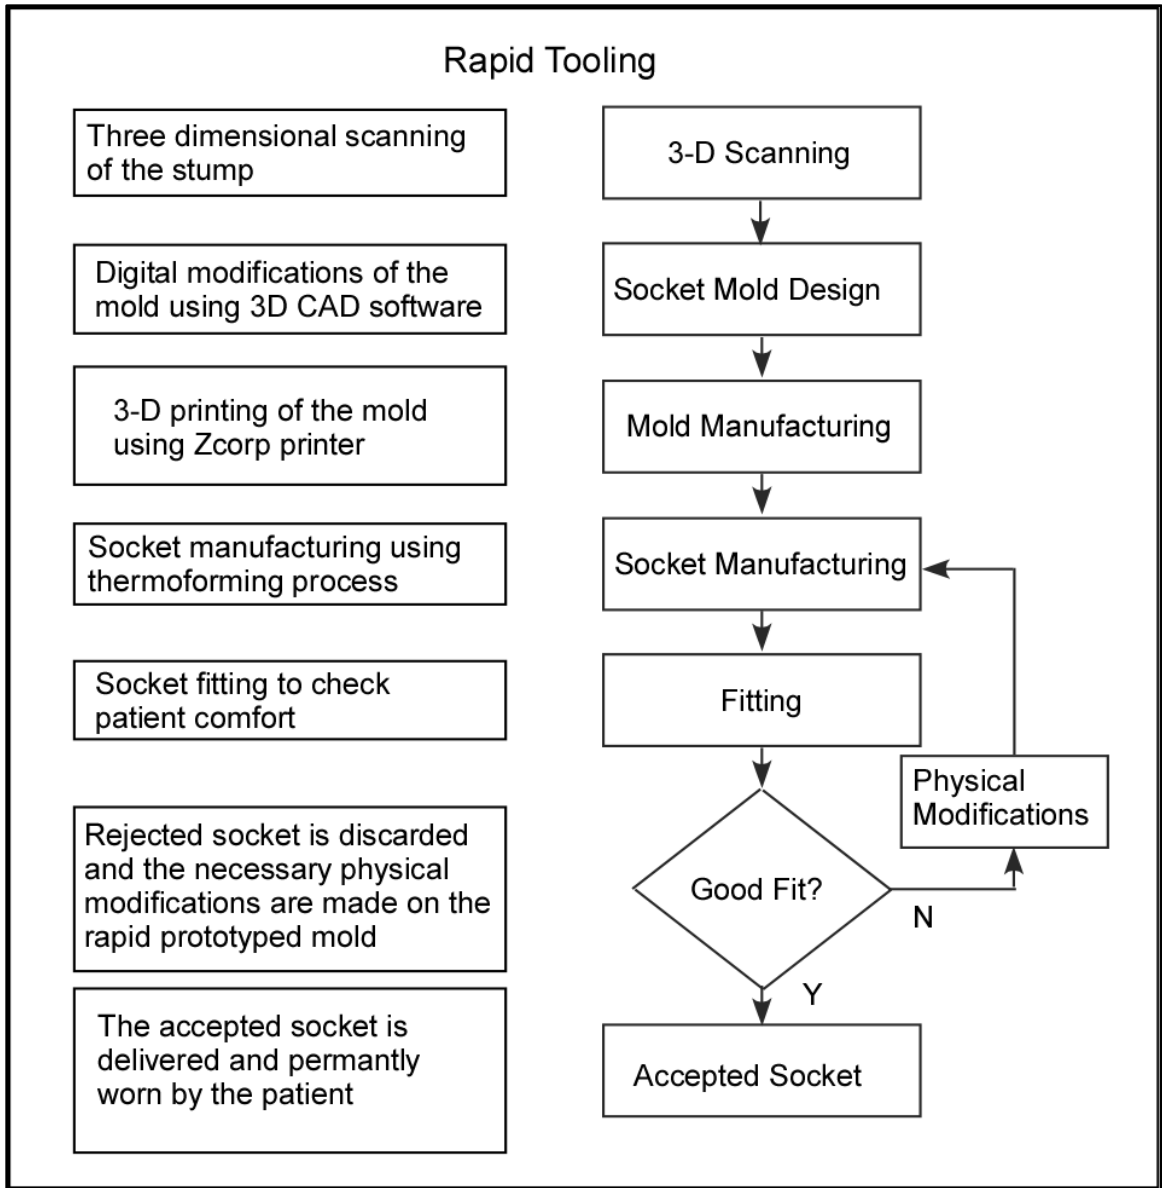 Rapid Tooling
Three dimensional scanning
of the stump
3-D Scanning
Digital modifications of the
mold using 3D CAD software
Socket Mold Design
3-D printing of the mold
using Zcorp printer
Mold Manufacturing
Socket manufacturing using
thermoforming process
Socket Manufacturing
Socket fitting to check
patient comfort
Fitting
Physical
Modifications
Rejected socket is discarded
and the necessary physical
modifications are made on the
rapid prototyped mold
Good Fit?
N
Y
The accepted socket is
delivered and permantly
worn by the patient
Accepted Socket